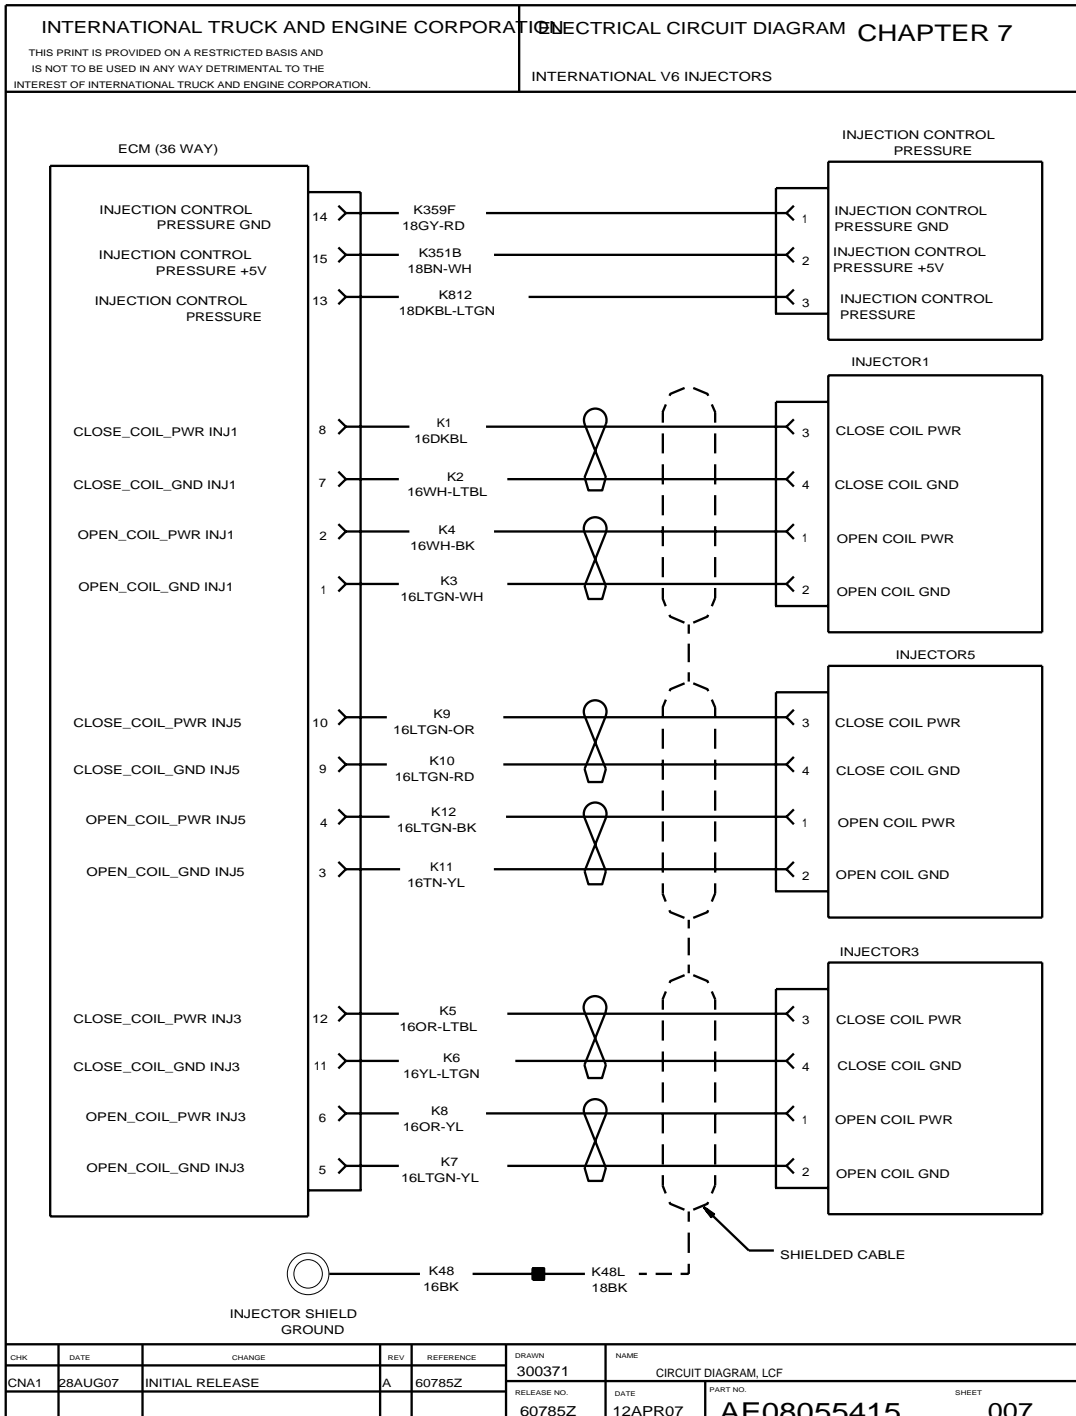 INTERNATIONAL TRUCK AND ENGINE CORPORATION
THIS PRINT IS PROVIDED ON A RESTRICTED BASIS AND
IS NOT TO BE USED IN ANY WAY DETRIMENTAL TO THE
INTEREST OF INTERNATIONAL TRUCK AND ENGINE CORPORATION.
ELECTRICAL CIRCUIT DIAGRAM CHAPTER 7
INTERNATIONAL V6 INJECTORS
ECM (36 WAY)
INJECTION CONTROL
PRESSURE
INJECTION CONTROL
PRESSURE GND
14
K359F
18GY-RD
1
INJECTION CONTROL
PRESSURE GND
INJECTION CONTROL
PRESSURE +5V
15
K351B
18BN-WH
2
INJECTION CONTROL
PRESSURE +5V
INJECTION CONTROL
PRESSURE
13
K812
18DKBL-LTGN
3
INJECTION CONTROL
PRESSURE
INJECTOR1
CLOSE_COIL_PWR INJ1
8
K1
16DKBL
3
CLOSE COIL PWR
CLOSE_COIL_GND INJ1
7
K2
16WH-LTBL
4
CLOSE COIL GND
OPEN_COIL_PWR INJ1
2
K4
16WH-BK
1
OPEN COIL PWR
OPEN_COIL_GND INJ1
1
K3
16LTGN-WH
2
OPEN COIL GND
INJECTOR5
CLOSE_COIL_PWR INJ5
10
K9
16LTGN-OR
3
CLOSE COIL PWR
CLOSE_COIL_GND INJ5
9
K10
16LTGN-RD
4
CLOSE COIL GND
OPEN_COIL_PWR INJ5
4
K12
16LTGN-BK
1
OPEN COIL PWR
OPEN_COIL_GND INJ5
3
K11
16TN-YL
2
OPEN COIL GND
INJECTOR3
CLOSE_COIL_PWR INJ3
12
K5
16OR-LTBL
3
CLOSE COIL PWR
CLOSE_COIL_GND INJ3
11
K6
16YL-LTGN
4
CLOSE COIL GND
OPEN_COIL_PWR INJ3
6
K8
16OR-YL
1
OPEN COIL PWR
OPEN_COIL_GND INJ3
5
K7
16LTGN-YL
2
OPEN COIL GND
SHIELDED CABLE
K48
16BK
K48L
18BK
INJECTOR SHIELD
GROUND
CHK DATE CHANGE REV REFERENCE
CNA1 28AUG07 INITIAL RELEASE A 60785Z
DRAWN
300371
NAME
CIRCUIT DIAGRAM, LCF
RELEASE NO.
60785Z
DATE
12APR07
PART NO.
AE08055415
SHEET
007